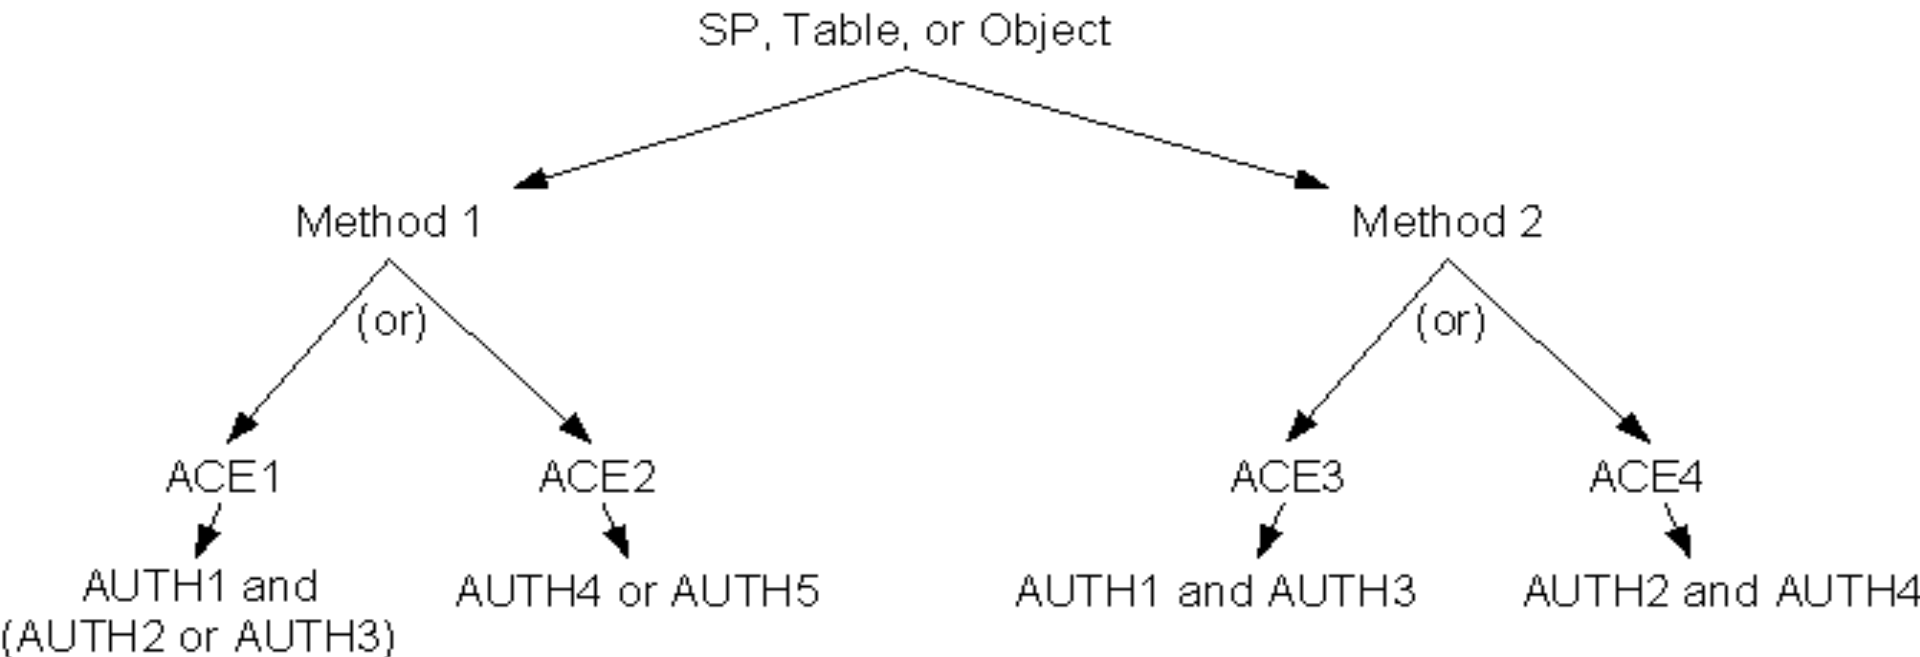 SP, Table, or Object
Method 1
Method 2
(or)
(or)
ACE1
ACE2
ACE3
ACE4
AUTH1 and
(AUTH2 or AUTH3)
AUTH4 or AUTH5
AUTH1 and AUTH3
AUTH2 and AUTH4